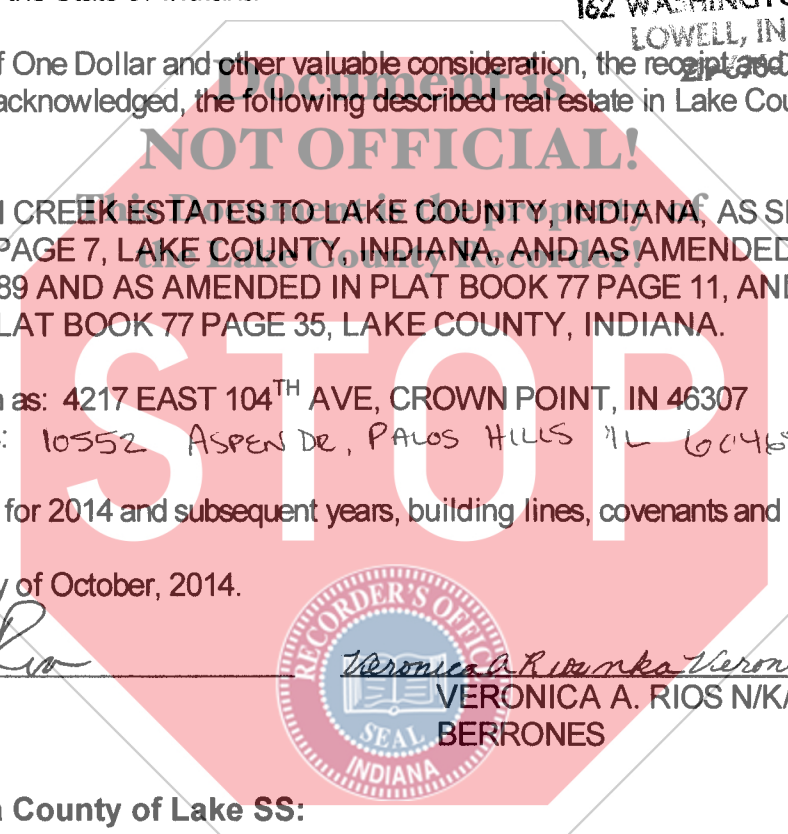 162 WASHINGTO
LOWELL, IN
f One Dollar and other valuable consideration, the receipt and
acknowledged, the following described real estate in Lake Cou
Document is
NOT OFFICIAL!
This Document is the property of
the Lake County Recorder!
CREEK ESTATES TO LAKE COUNTY, INDIANA, AS S
PAGE 7, LAKE COUNTY, INDIANA, AND AS AMENDED
89 AND AS AMENDED IN PLAT BOOK 77 PAGE 11, AN
LAT BOOK 77 PAGE 35, LAKE COUNTY, INDIANA.
STOP
as: 4217 EAST 104TH AVE, CROWN POINT, IN 46307
10552 ASPEN DR, PALOS HILLS IL
for 2014 and subsequent years, building lines, covenants and
y of October, 2014.
Veronica A Rios nka Veron
VERONICA A. RIOS N/K/
BERRONES
RECORDER'S OFFICE
SEAL
INDIANA
a County of Lake SS: